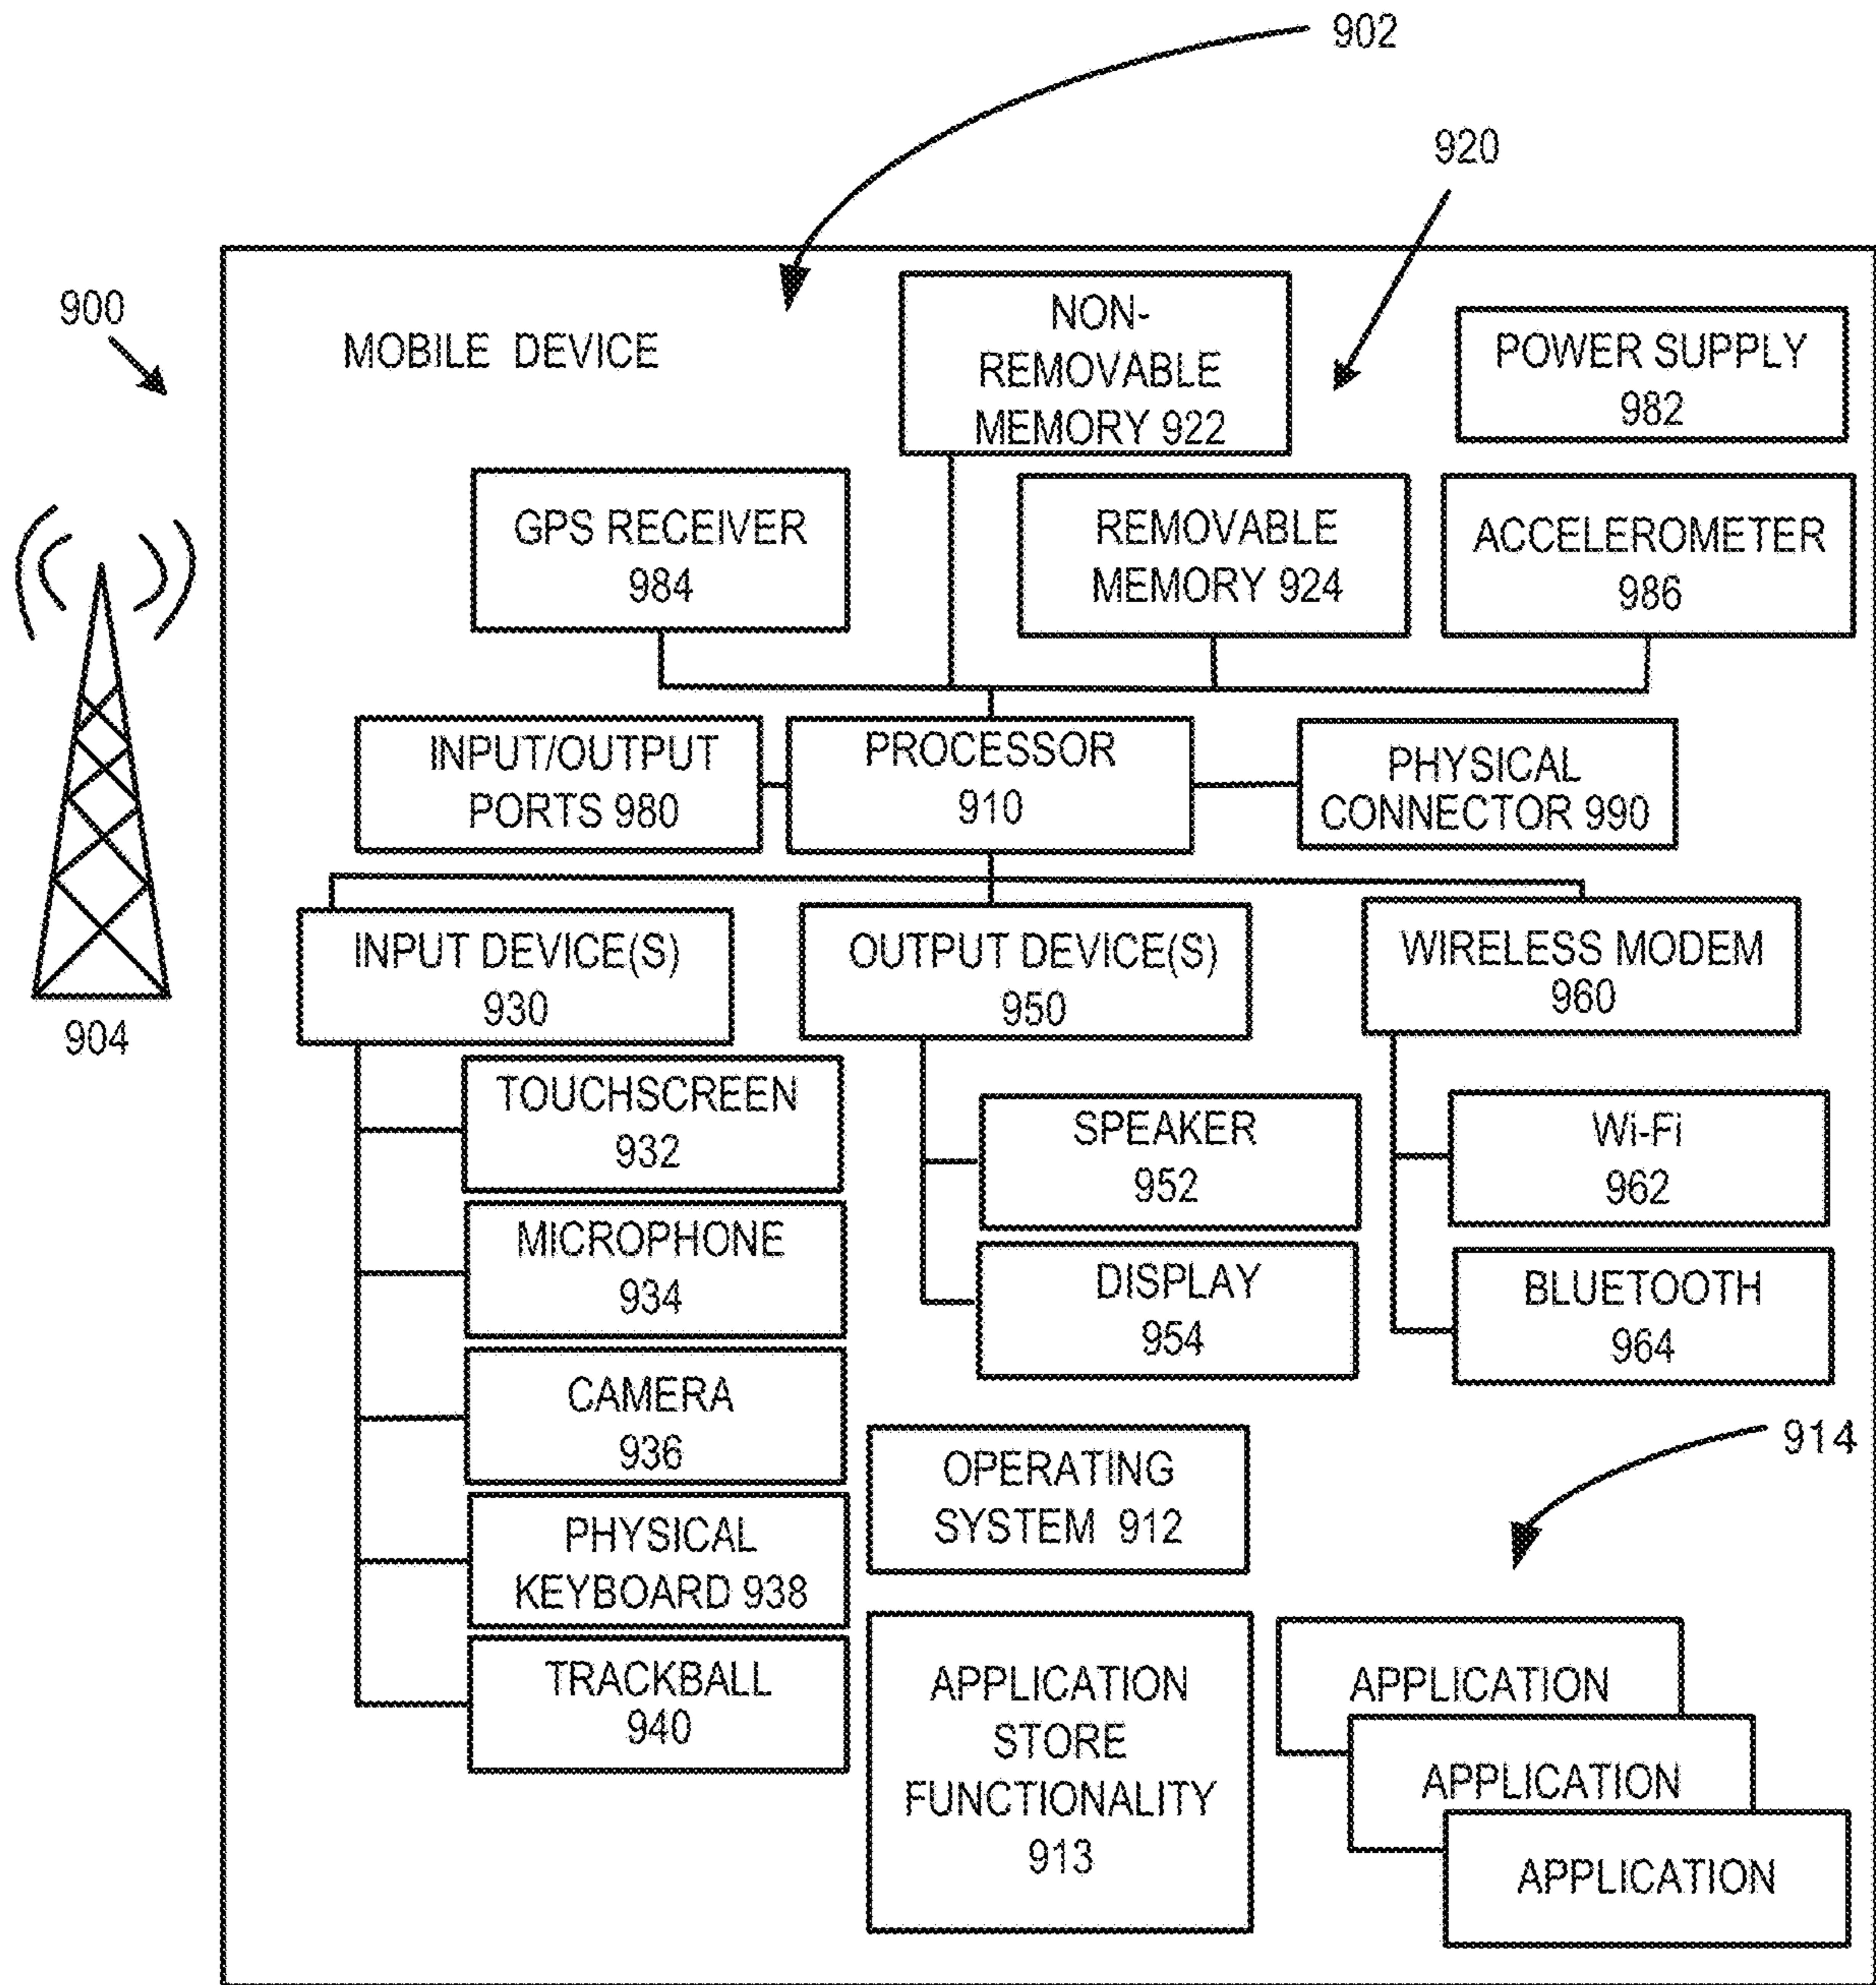 902
920
900
MOBILE DEVICE
NON-
REMOVABLE
MEMORY 922
POWER SUPPLY
982
GPS RECEIVER
984
REMOVABLE
MEMORY 924
ACCELEROMETER
986
INPUT/OUTPUT
PORTS 980
PROCESSOR
910
PHYSICAL
CONNECTOR 990
904
INPUT DEVICE(S)
930
OUTPUT DEVICE(S)
950
WIRELESS MODEM
960
TOUCHSCREEN
932
MICROPHONE
934
CAMERA
936
PHYSICAL
KEYBOARD 938
TRACKBALL
940
SPEAKER
952
DISPLAY
954
Wi-Fi
962
BLUETOOTH
964
OPERATING
SYSTEM 912
914
APPLICATION
STORE
FUNCTIONALITY
913
APPLICATION
APPLICATION
APPLICATION